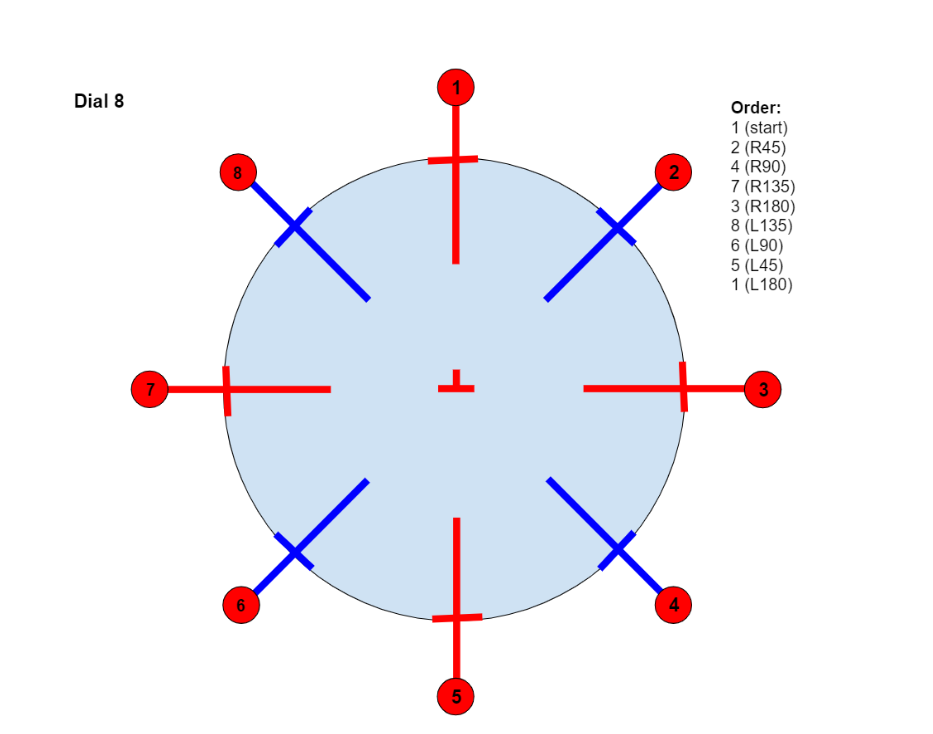 Dial 8
Order:
1 (start)
2 (R45)
4 (R90)
7 (R135)
3 (R180)
8 (L135)
6 (L90)
5 (L45)
1 (L180)
1
8
2
7
3
6
4
5